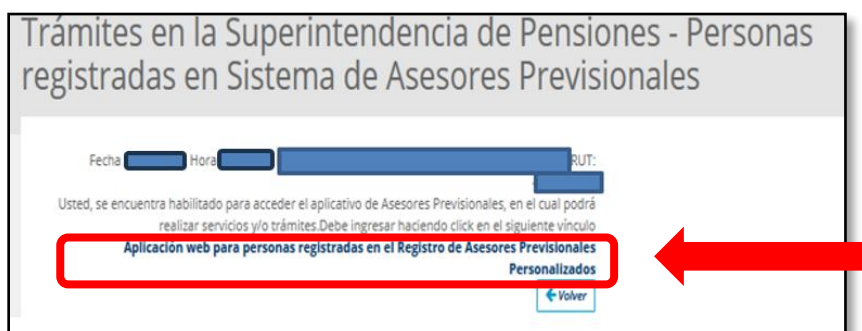 Trámites en la Superintendencia de Pensiones - Personas
registradas en Sistema de Asesores Previsionales
Fecha Hora RUT:
Usted, se encuentra habilitado para acceder el aplicativo de Asesores Previsionales, en el cual podrá
realizar servicios y/o trámites.Debe ingresar haciendo click en el siguiente vínculo
Aplicación web para personas registradas en el Registro de Asesores Previsionales
Personalizados
Volver